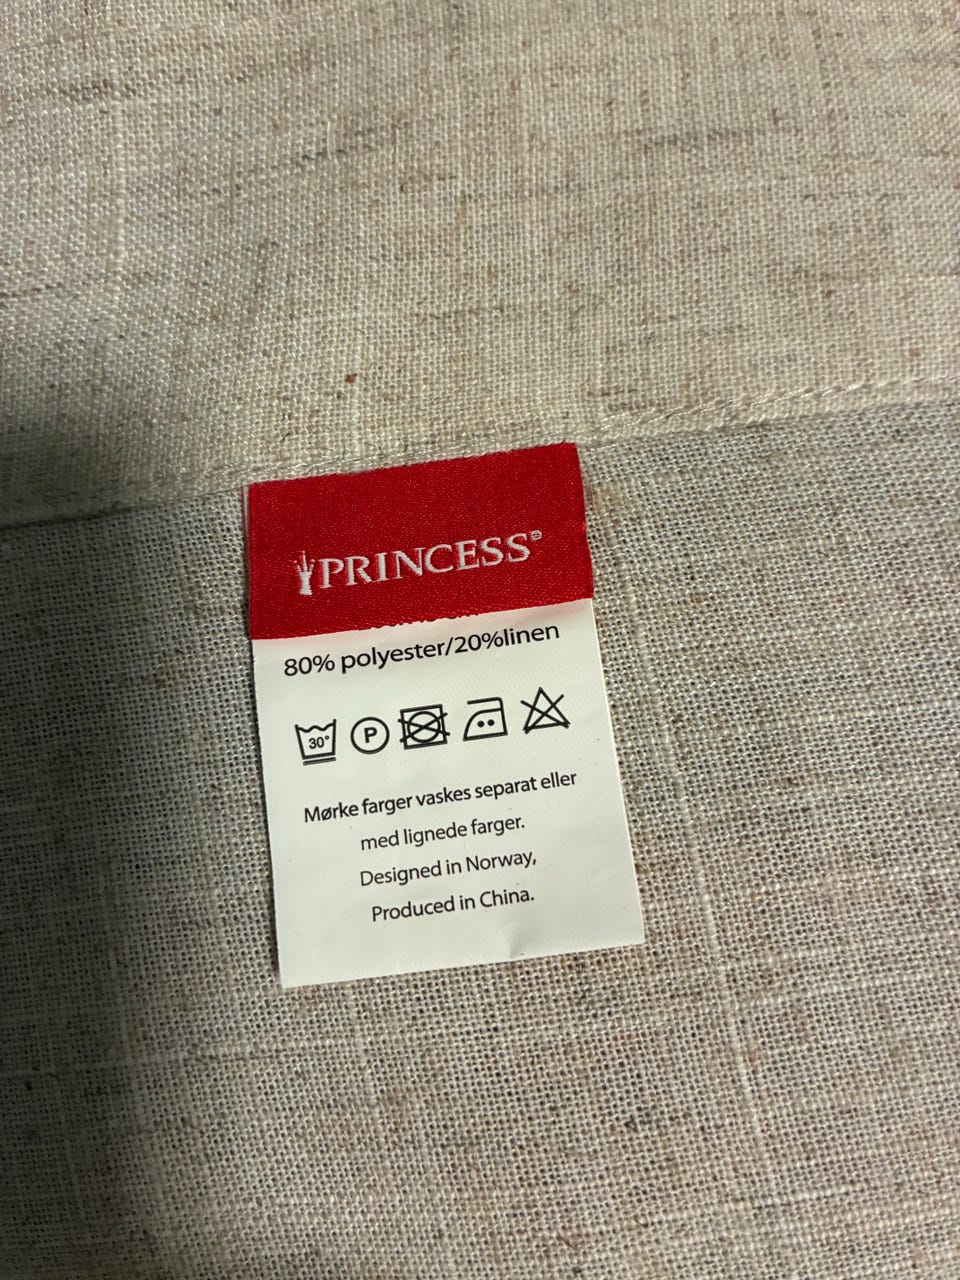 PRINCESS®
80% polyester/20%linen
30°
P
Mørke farger vaskes separat eller
med lignede farger.
Designed in Norway,
Produced in China.